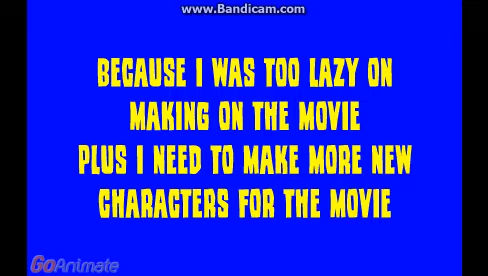 www.Bandicam.com
BECAUSE I WAS TOO LAZY ON
MAKING ON THE MOVIE
PLUS I NEED TO MAKE MORE NEW
CHARACTERS FOR THE MOVIE
GoAnimate